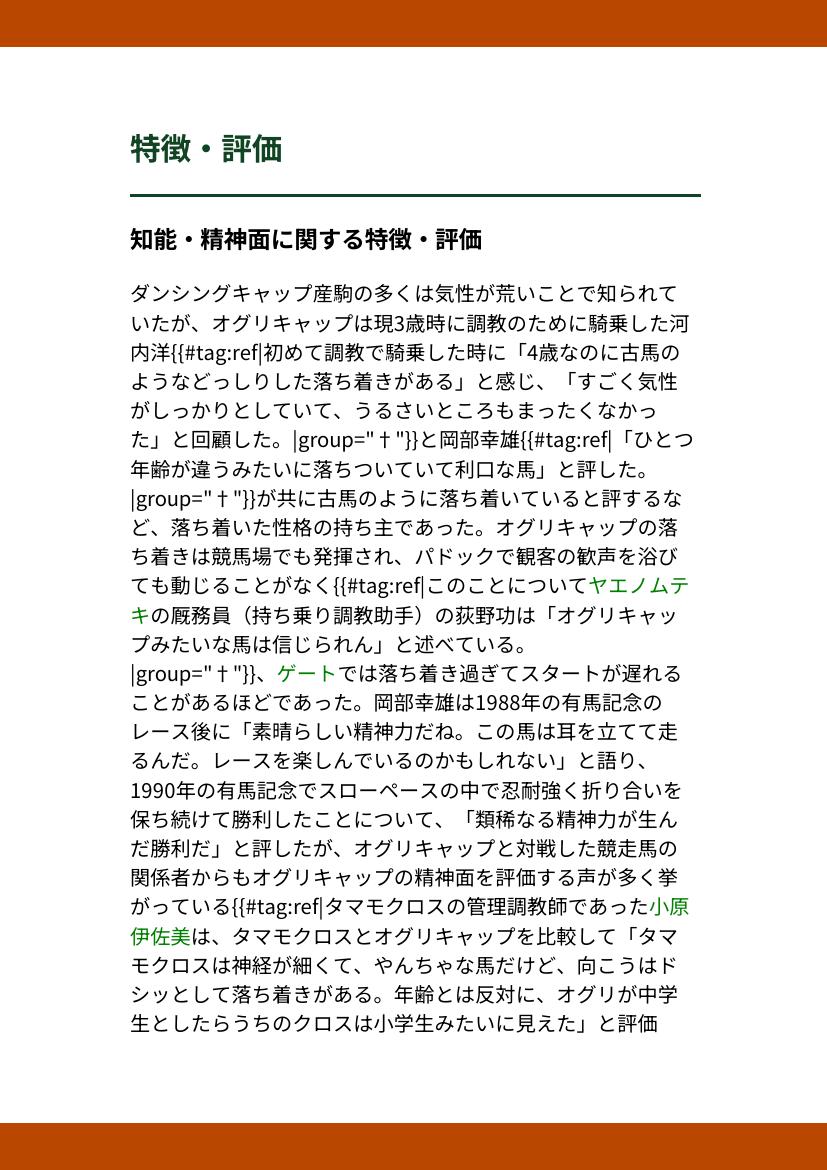 特徴・評価
知能・精神面に関する特徴・評価
ダンシングキャップ産駒の多くは気性が荒いことで知られて
いたが、オグリキャップは現3歳時に調教のために騎乗した河
内洋{{#tag:ref|初めて調教で騎乗した時に「4歳なのに古馬の
ようなどっしりした落ち着きがある」と感じ、「すごく気性
がしっかりとしていて、うるさいところもまったくなかっ
た」と回顧した。|group="†"}}と岡部幸雄{{#tag:ref|「ひとつ
年齢が違うみたいに落ちついていて利口な馬」と評した。
|group="†"}}が共に古馬のように落ち着いていると評するな
ど、落ち着いた性格の持ち主であった。オグリキャップの落
ち着きは競馬場でも発揮され、パドックで観客の歓声を浴び
ても動じることがなく{{#tag:ref|このことについてヤエノムテ
キの厩務員（持ち乗り調教助手）の荻野功は「オグリキャッ
プみたいな馬は信じられん」と述べている。
|group="†"}}、ゲートでは落ち着き過ぎてスタートが遅れる
ことがあるほどであった。岡部幸雄は1988年の有馬記念の
レース後に「素晴らしい精神力だね。この馬は耳を立てて走
るんだ。レースを楽しんでいるのかもしれない」と語り、
1990年の有馬記念でスローペースの中で忍耐強く折り合いを
保ち続けて勝利したことについて、「類稀なる精神力が生ん
だ勝利だ」と評したが、オグリキャップと対戦した競走馬の
関係者からもオグリキャップの精神面を評価する声が多く挙
がっている{{#tag:ref|タマモクロスの管理調教師であった小原
伊佐美は、タマモクロスとオグリキャップを比較して「タマ
モクロスは神経が細くて、やんちゃな馬だけど、向こうはド
シッとして落ち着きがある。年齢とは反対に、オグリが中学
生としたらうちのクロスは小学生みたいに見えた」と評価